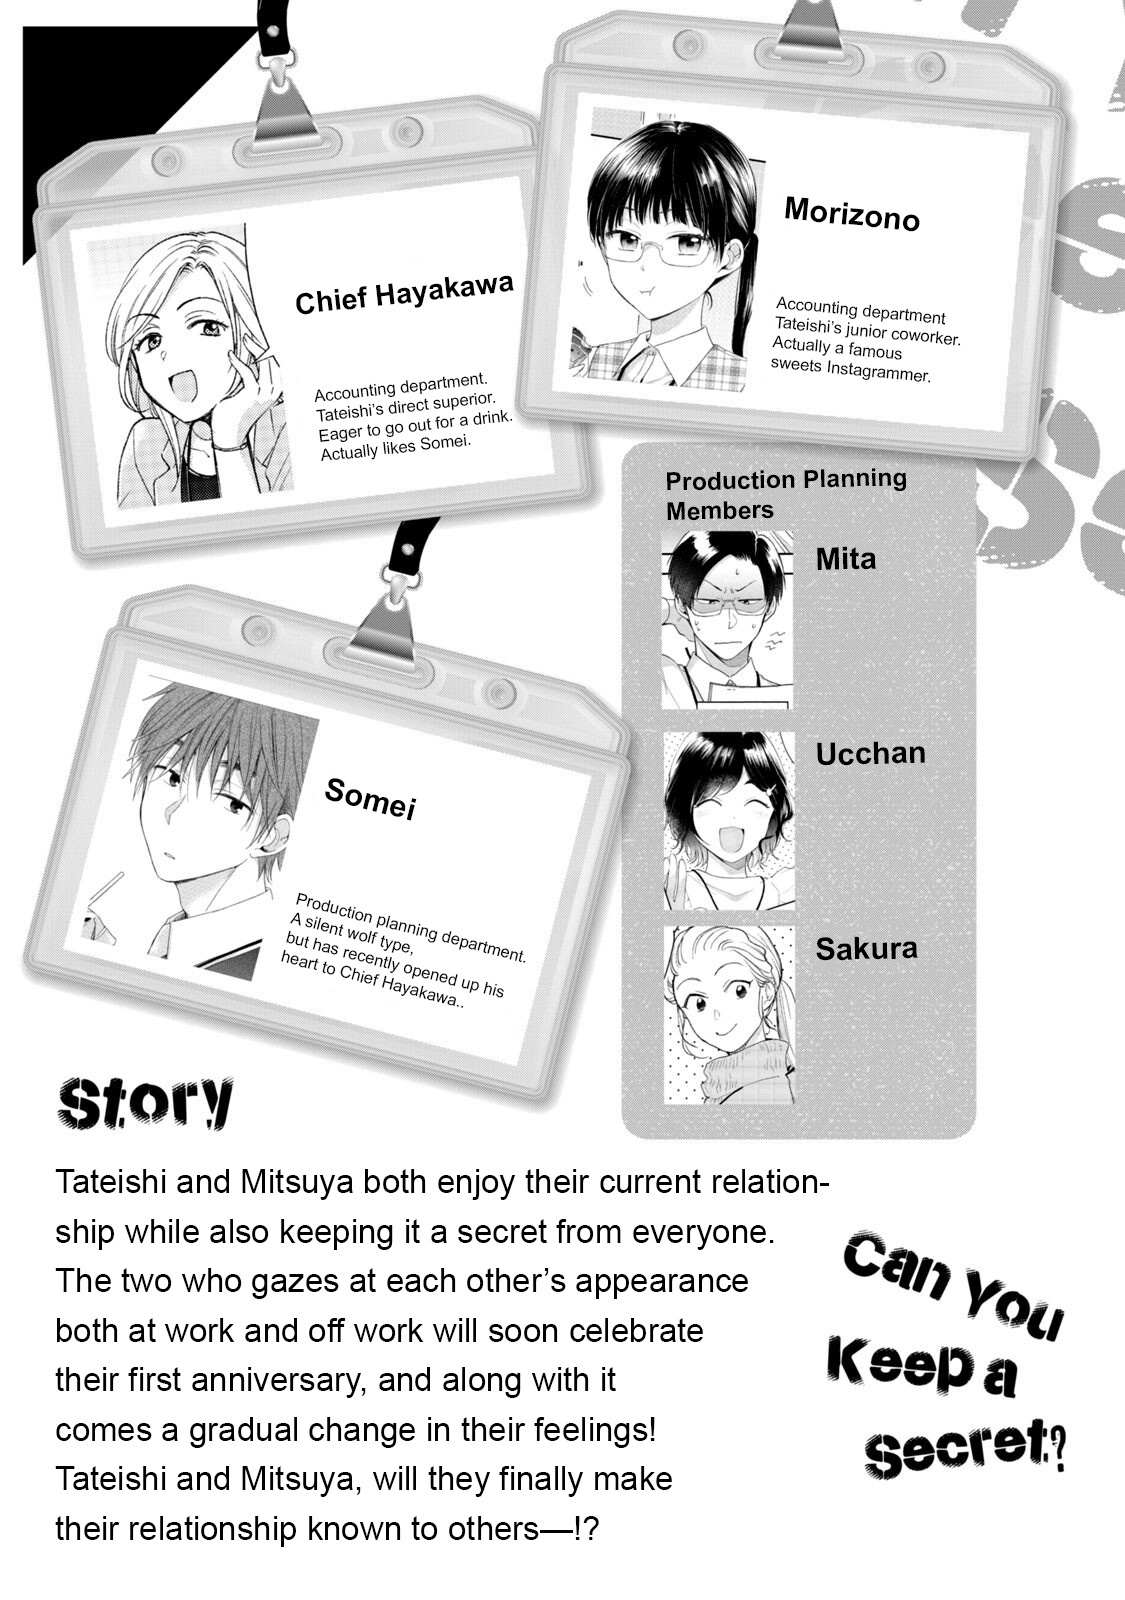 Chief Hayakawa
Accounting department.
Tateishi's direct superior.
Eager to go out for a drink.
Actually likes Somei.
Morizono
Accounting department
Tateishi's junior coworker.
Actually a famous
sweets Instagrammer.
Production Planning
Members
Mita
Ucchan
Sakura
Somei
Production planning department.
A silent wolf type,
but has recently opened up his
heart to Chief Hayakawa..
Story
Tateishi and Mitsuya both enjoy their current relation-
ship while also keeping it a secret from everyone.
The two who gazes at each other's appearance
both at work and off work will soon celebrate
their first anniversary, and along with it
comes a gradual change in their feelings!
Tateishi and Mitsuya, will they finally make
their relationship known to others—!?
Can You
Keep a
Secret?